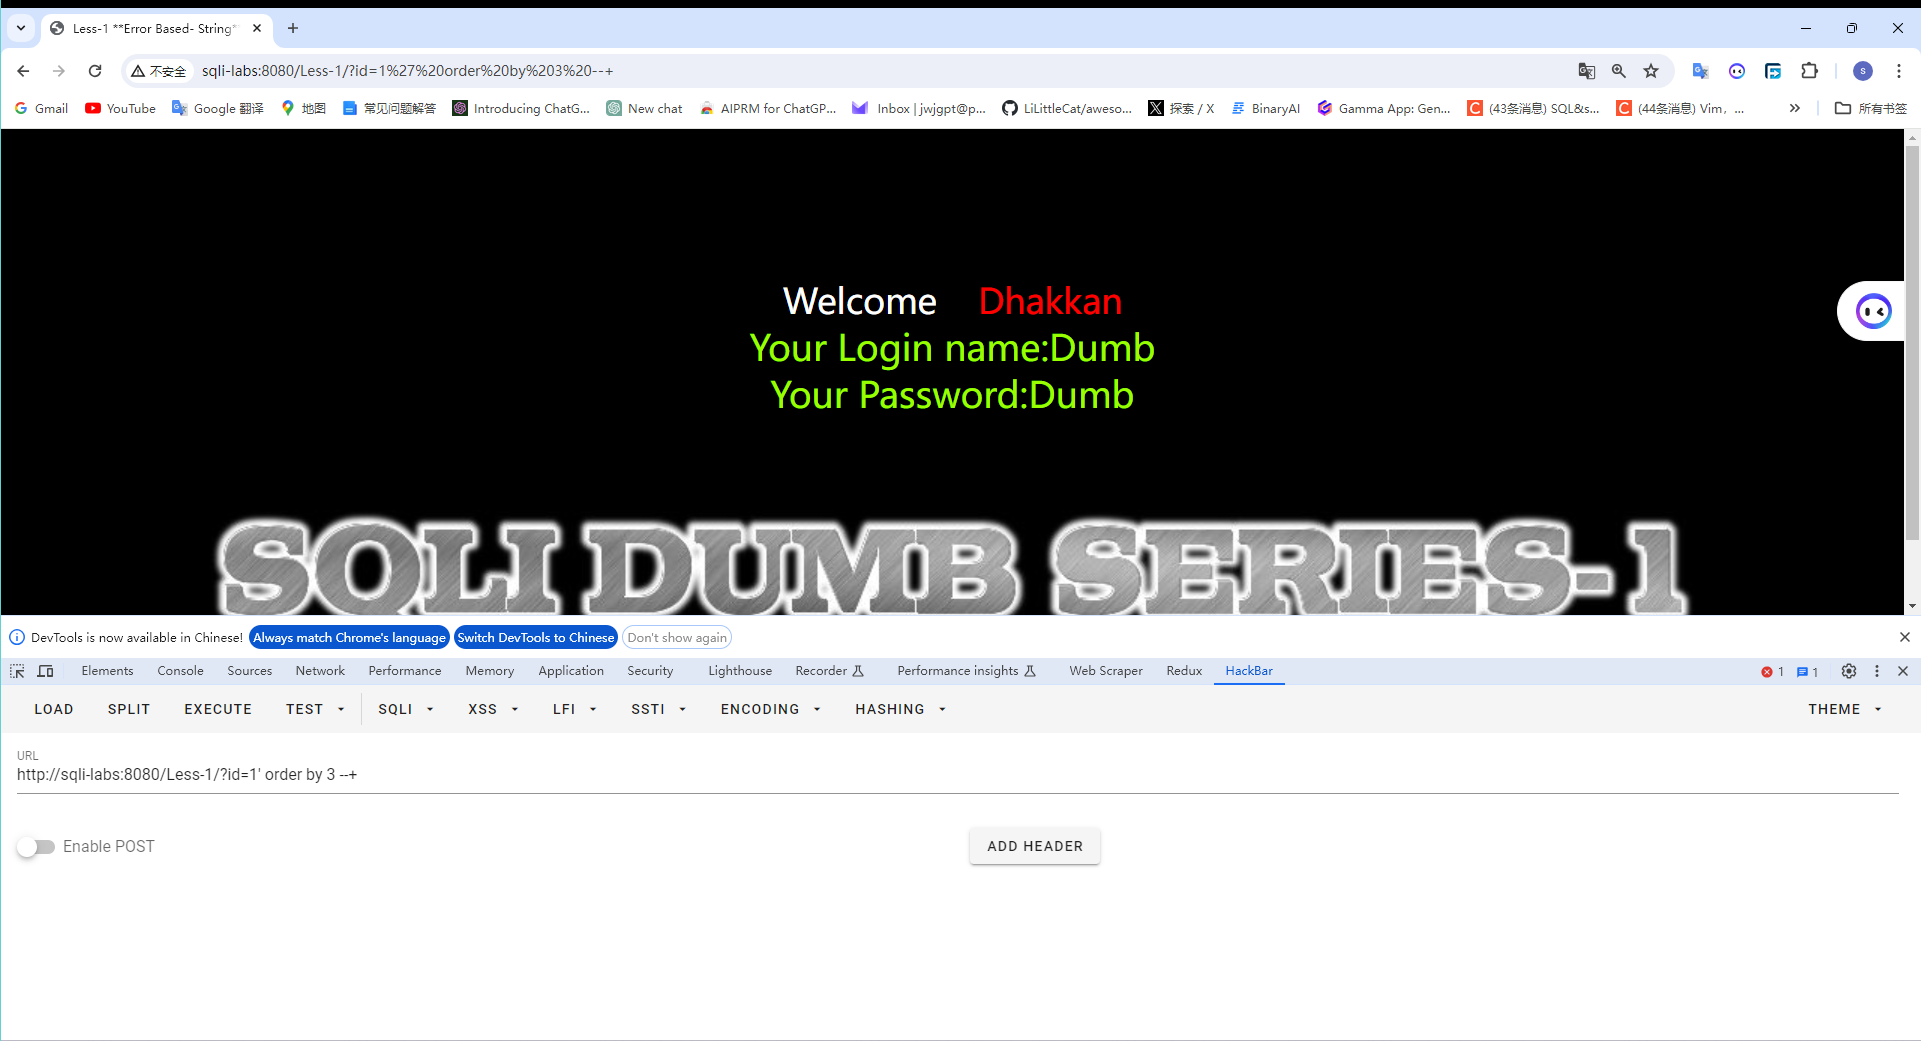 Less-1 **Error Based- String*
不安全
sqli-labs:8080/Less-1/?id=1%27%20order%20by%203%20--+
S
Gmail
YouTube
Google 翻译
地图
常见问题解答
Introducing ChatG...
New chat
AIPRM for ChatGP...
Inbox | jwjgpt@p...
LiLittleCat/aweso...
探索 / X
BinaryAI
Gamma App: Gen...
(43条消息) SQL&s...
(44条消息) Vim, ...
所有书签
Welcome Dhakkan
Your Login name:Dumb
Your Password:Dumb
SQLI DUMB SERIES-1
DevTools is now available in Chinese!
Always match Chrome's language
Switch DevTools to Chinese
Don't show again
Elements
Console
Sources
Network
Performance
Memory
Application
Security
Lighthouse
Recorder
Performance insights
Web Scraper
Redux
HackBar
1
1
LOAD
SPLIT
EXECUTE
TEST
SQLI
XSS
LFI
SSTI
ENCODING
HASHING
THEME
URL
http://sqli-labs:8080/Less-1/?id=1' order by 3 --+
Enable POST
ADD HEADER